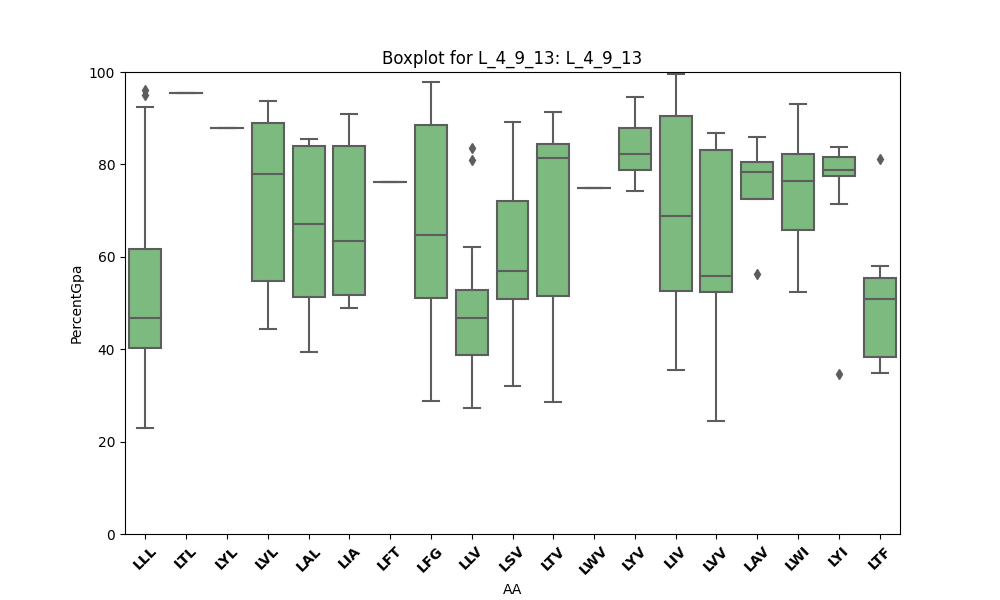 Boxplot for L_4_9_13: L_4_9_13
100
80
60
40
20
0
PercentGpa
LLL LTL LYL LVL LAL LIA LFT LFG LLV LSV LTV LWV LYV LIV LVV LAV LWI LYI LTF
AA